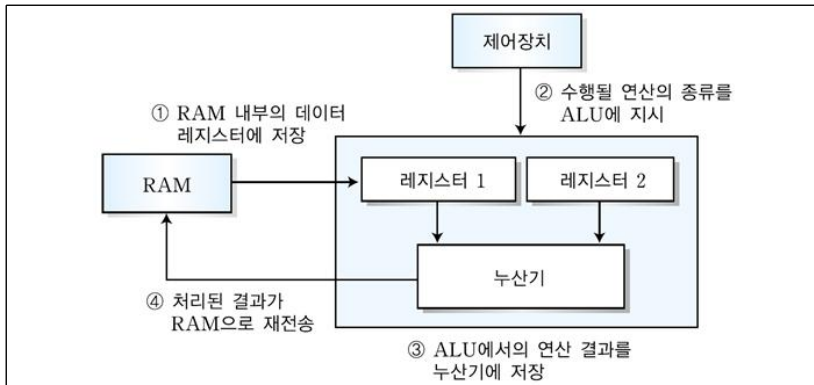 제어장치
② 수행될 연산의 종류를
ALU에 지시
① RAM 내부의 데이터
레지스터에 저장
RAM
레지스터 1
레지스터 2
누산기
④ 처리된 결과가
RAM으로 재전송
③ ALU에서의 연산 결과를
누산기에 저장